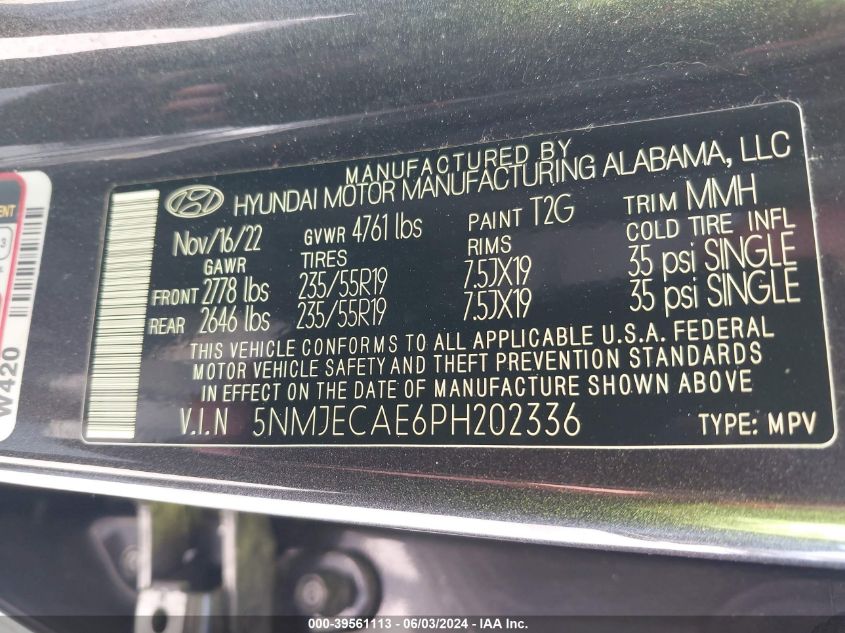 MANUFACTURED BY
HYUNDAI MOTOR MANUFACTURING ALABAMA, LLC
Nov/16/22 GVWR 4761 lbs PAINT T2G TRIM MMH
GAWR TIRES RIMS COLD TIRE INFL
FRONT 2778 lbs 235/55R19 7.5JX19 35 psi SINGLE
REAR 2646 lbs 235/55R19 7.5JX19 35 psi SINGLE
THIS VEHICLE CONFORMS TO ALL APPLICABLE U.S.A. FEDERAL
MOTOR VEHICLE SAFETY AND THEFT PREVENTION STANDARDS
IN EFFECT ON THE DATE OF MANUFACTURE SHOWN ABOVE
V.I.N 5NMJECAE6PH202336 TYPE: MPV
W420
000-39561113 - 06/03/2024 - IAA Inc.